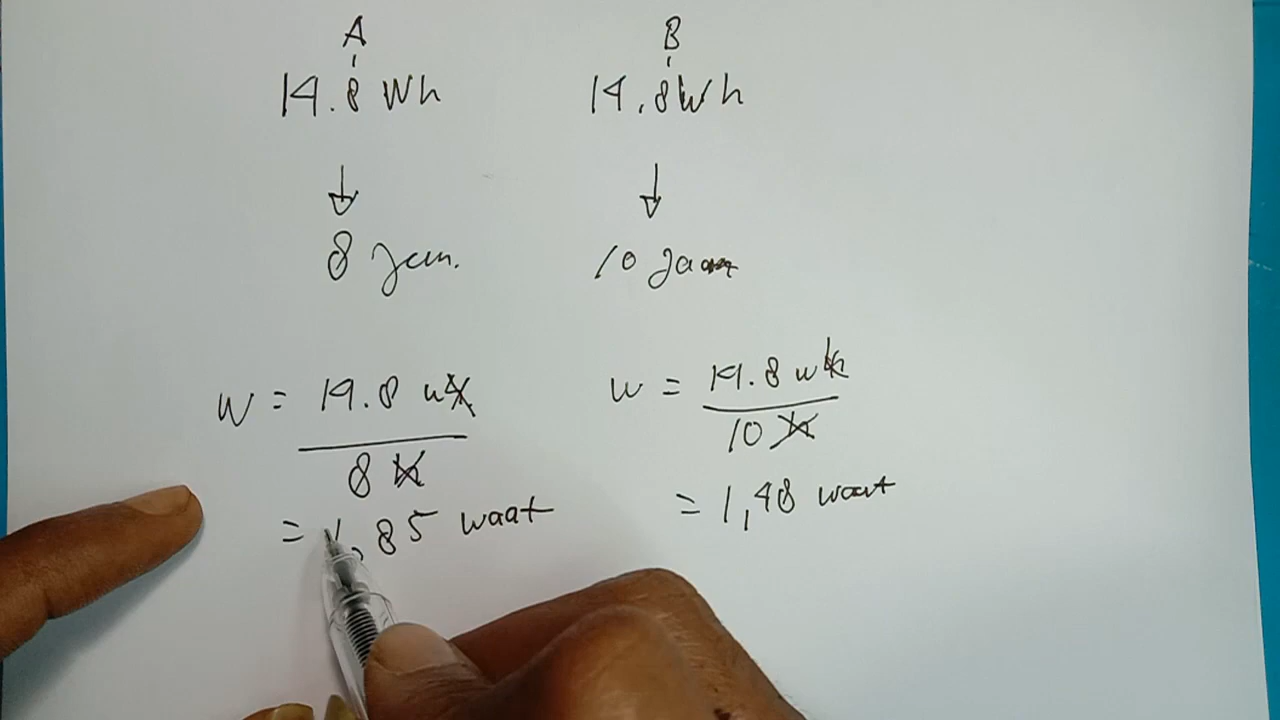 A B
14.8 Wh 14.8Wh
8 Jam. 10 Jam
W = 14.8 wh w = 14.8 wh
8 h 10 h
= 1,85 waat = 1,48 waat